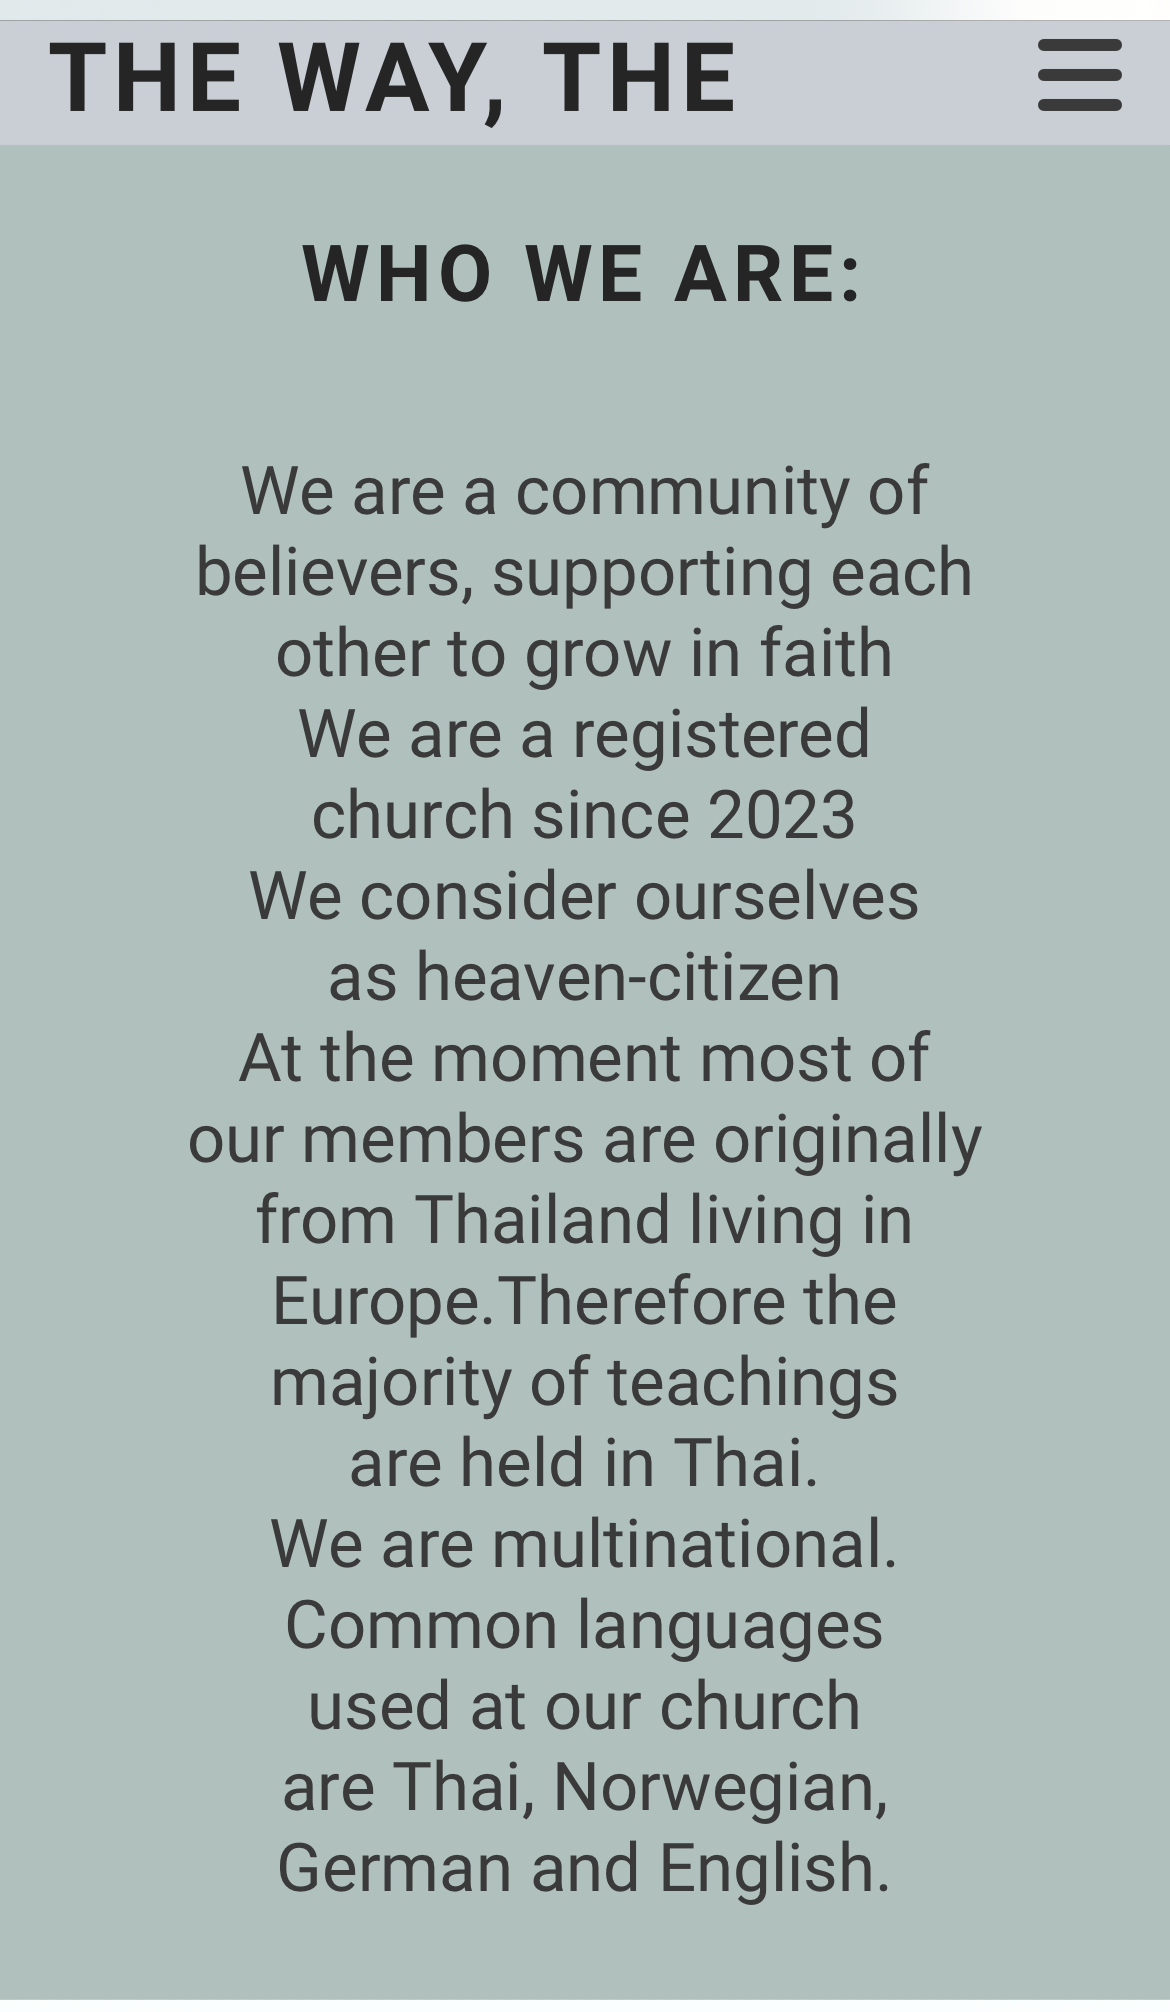 THE WAY, THE
WHO WE ARE:
We are a community of
believers, supporting each
other to grow in faith
We are a registered
church since 2023
We consider ourselves
as heaven-citizen
At the moment most of
our members are originally
from Thailand living in
Europe.Therefore the
majority of teachings
are held in Thai.
We are multinational.
Common languages
used at our church
are Thai, Norwegian,
German and English.